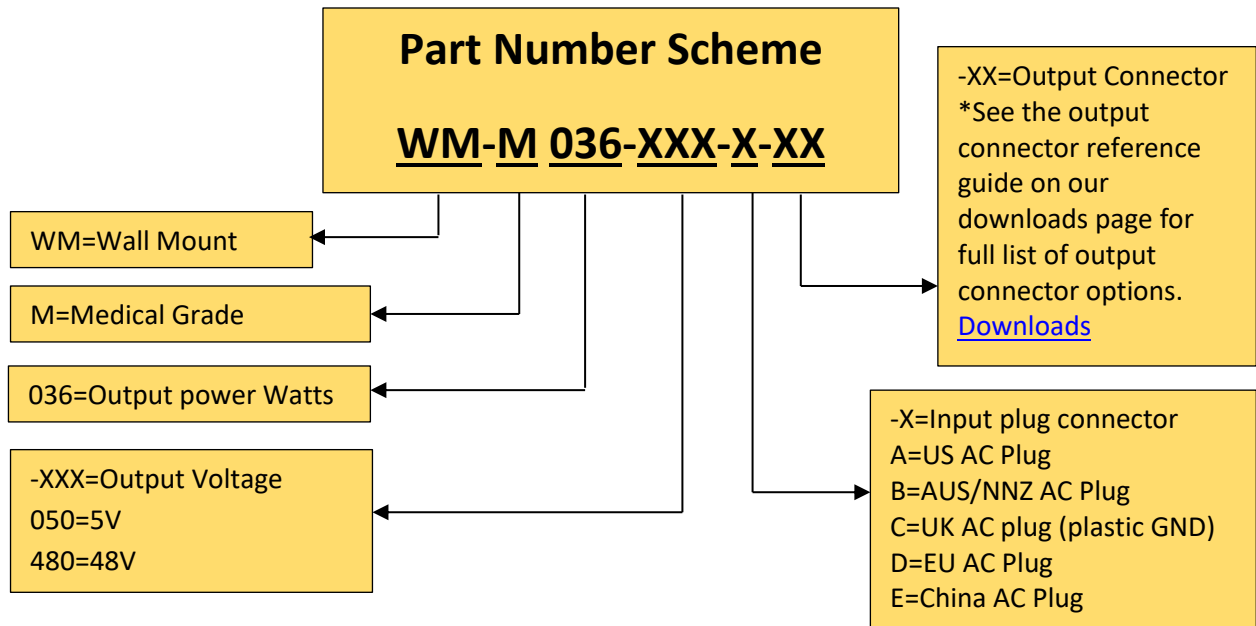 Part Number Scheme
WM-M 036-XXX-X-XX
-XX=Output Connector
*See the output
connector reference
guide on our
downloads page for
full list of output
connector options.
Downloads
WM=Wall Mount
M=Medical Grade
036=Output power Watts
-XXX=Output Voltage
050=5V
480=48V
-X=Input plug connector
A=US AC Plug
B=AUS/NNZ AC Plug
C=UK AC plug (plastic GND)
D=EU AC Plug
E=China AC Plug